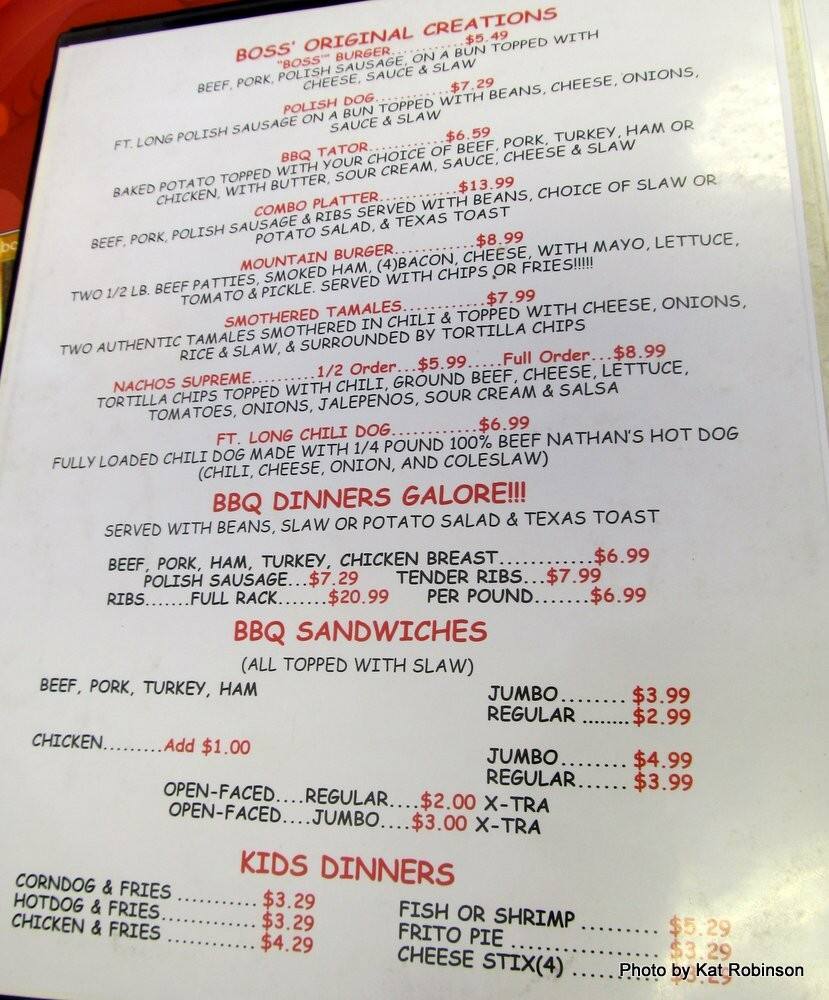 BOSS' ORIGINAL CREATIONS
"BOSS'" BURGER............$5.49
BEEF, PORK, POLISH SAUSAGE, ON A BUN TOPPED WITH
CHEESE, SAUCE & SLAW
POLISH DOG............$7.29
FT. LONG POLISH SAUSAGE ON A BUN TOPPED WITH BEANS, CHEESE, ONIONS,
SAUCE & SLAW
BBQ TATOR............$6.59
BAKED POTATO TOPPED WITH YOUR CHOICE OF BEEF, PORK, TURKEY, HAM OR
CHICKEN, WITH BUTTER, SOUR CREAM, SAUCE, CHEESE & SLAW
COMBO PLATTER............$13.99
BEEF, PORK, POLISH SAUSAGE & RIBS SERVED WITH BEANS, CHOICE OF SLAW OR
POTATO SALAD, & TEXAS TOAST
MOUNTAIN BURGER............$8.99
TWO 1/2 LB. BEEF PATTIES, SMOKED HAM, (4)BACON, CHEESE, WITH MAYO, LETTUCE,
TOMATO & PICKLE. SERVED WITH CHIPS OR FRIES!!!!!
SMOTHERED TAMALES............$7.99
TWO AUTHENTIC TAMALES SMOTHERED IN CHILI & TOPPED WITH CHEESE, ONIONS,
RICE & SLAW, & SURROUNDED BY TORTILLA CHIPS
NACHOS SUPREME.........1/2 Order...$5.99.....Full Order...$8.99
TORTILLA CHIPS TOPPED WITH CHILI, GROUND BEEF, CHEESE, LETTUCE,
TOMATOES, ONIONS, JALEPENOS, SOUR CREAM & SALSA
FT. LONG CHILI DOG............$6.99
FULLY LOADED CHILI DOG MADE WITH 1/4 POUND 100% BEEF NATHAN'S HOT DOG
(CHILI, CHEESE, ONION, AND COLESLAW)
BBQ DINNERS GALORE!!!
SERVED WITH BEANS, SLAW OR POTATO SALAD & TEXAS TOAST
BEEF, PORK, HAM, TURKEY, CHICKEN BREAST............$6.99
POLISH SAUSAGE...$7.29 TENDER RIBS...$7.99
RIBS.......FULL RACK.......$20.99 PER POUND.......$6.99
BBQ SANDWICHES
(ALL TOPPED WITH SLAW)
BEEF, PORK, TURKEY, HAM JUMBO........ $3.99
REGULAR ........$2.99
CHICKEN.........Add $1.00 JUMBO........ $4.99
REGULAR...... $3.99
OPEN-FACED....REGULAR....$2.00 X-TRA
OPEN-FACED....JUMBO....$3.00 X-TRA
KIDS DINNERS
CORNDOG & FRIES ........... $3.29
HOTDOG & FRIES............. $3.29
CHICKEN & FRIES ............ $4.29
FISH OR SHRIMP ......... $5.29
FRITO PIE ................. $3.29
CHEESE STIX(4) ..........
Photo by Kat Robinson